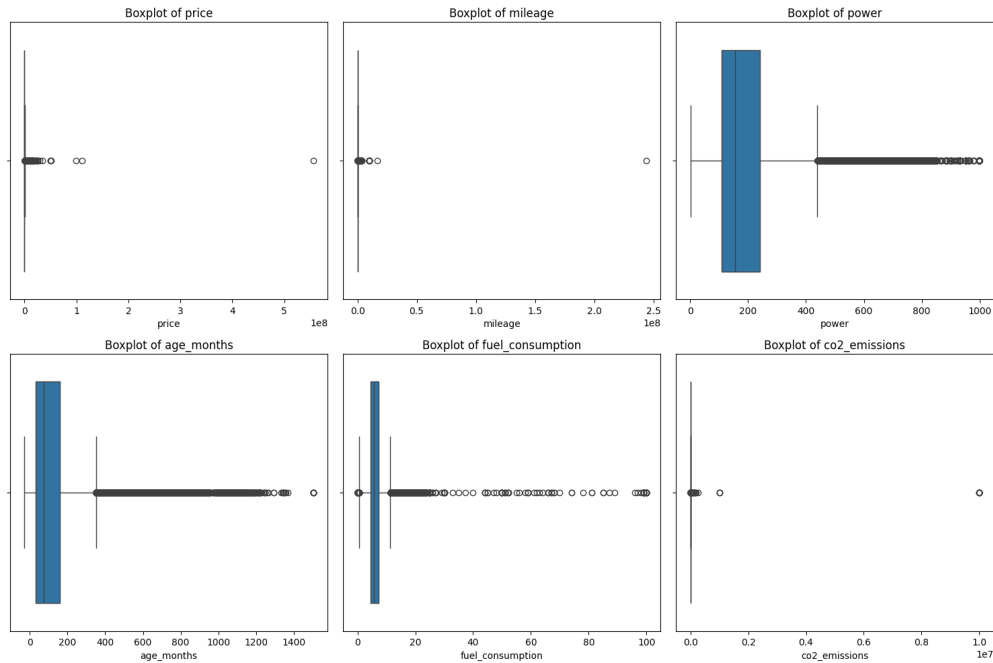 Boxplot of price
0 1 2 3 4 5
1e8
price
Boxplot of mileage
0.0 0.5 1.0 1.5 2.0 2.5
1e8
mileage
Boxplot of power
0 200 400 600 800 1000
power
Boxplot of age_months
0 200 400 600 800 1000 1200 1400
age_months
Boxplot of fuel_consumption
0 20 40 60 80 100
fuel_consumption
Boxplot of co2_emissions
0.0 0.2 0.4 0.6 0.8 1.0
1e7
co2_emissions